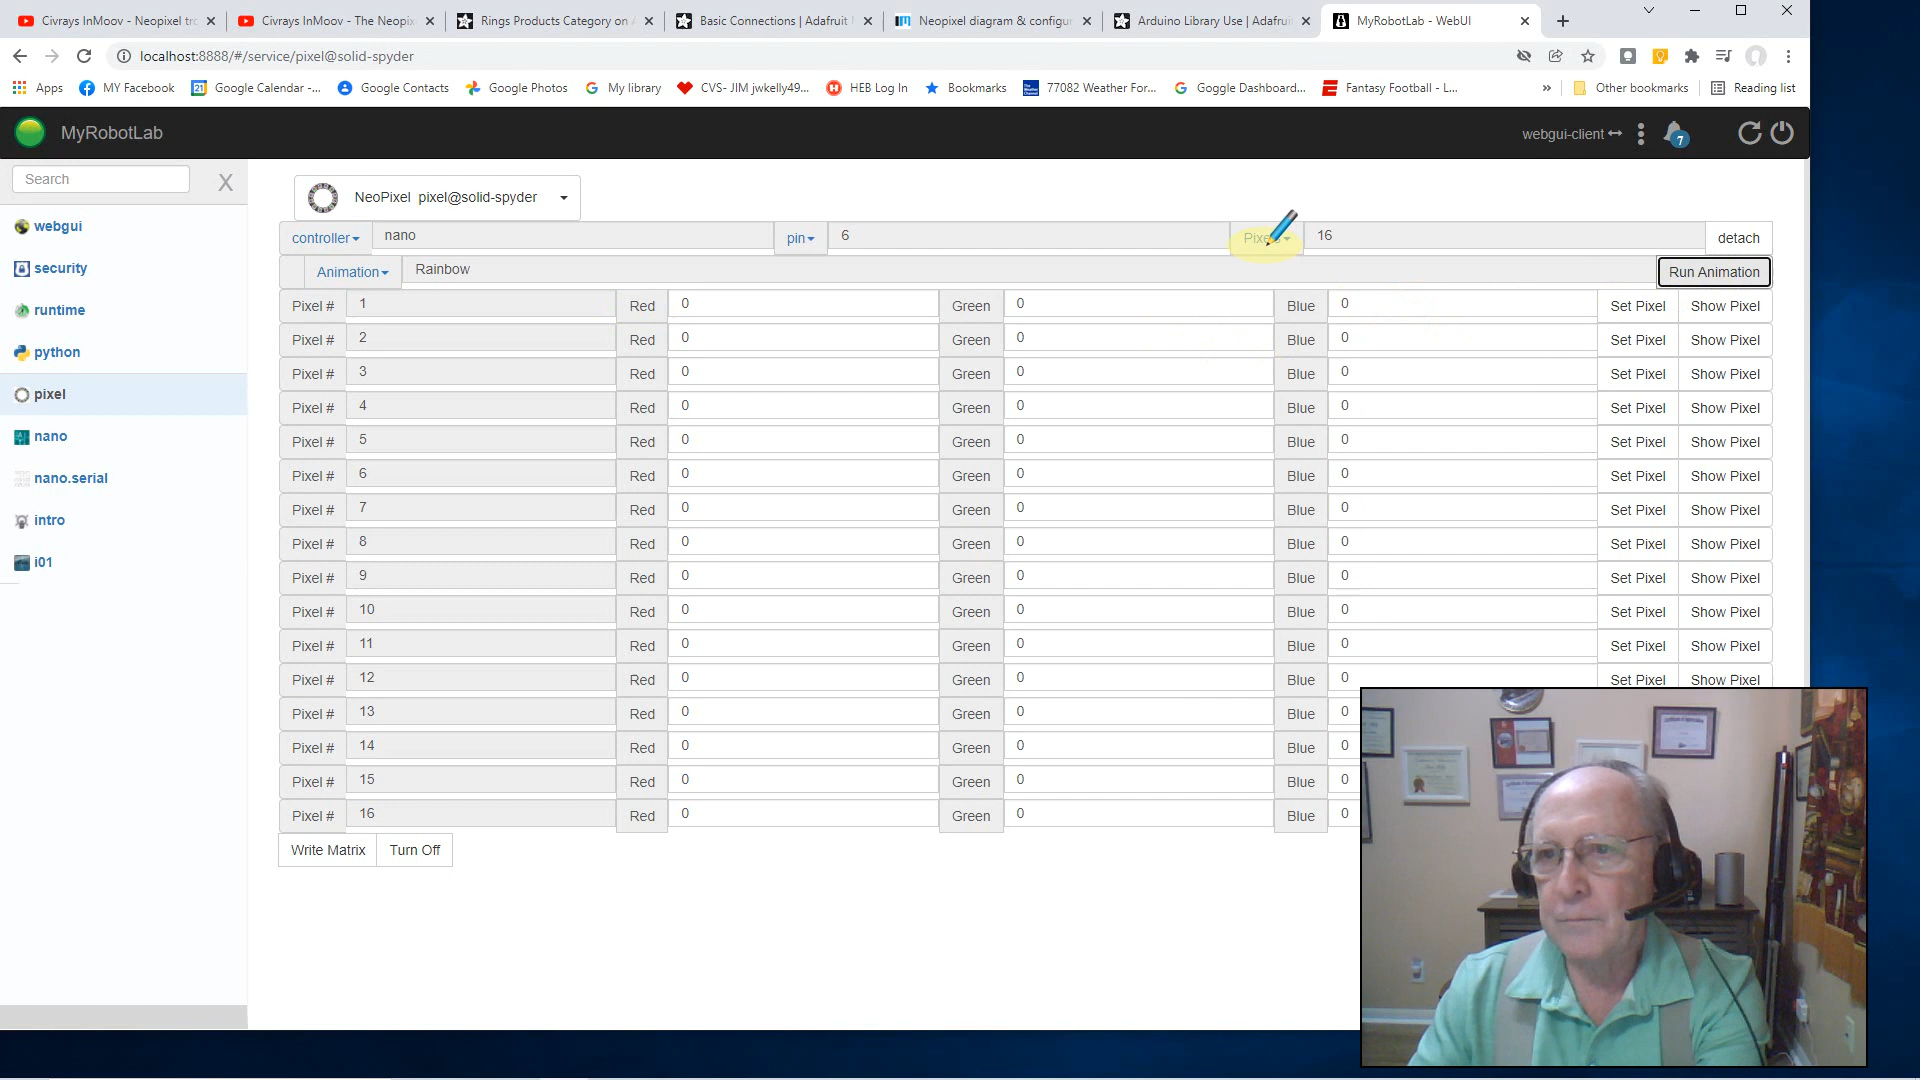 Civrays InMoov - Neopixel tro
Civrays InMoov - The Neopix
Rings Products Category on A
Basic Connections | Adafruit
Neopixel diagram & configur
Arduino Library Use | Adafrui
MyRobotLab - WebUI
localhost:8888/#/service/pixel@solid-spyder
Apps
MY Facebook
Google Calendar -...
Google Contacts
Google Photos
My library
CVS- JIM jwkelly49...
HEB Log In
Bookmarks
77082 Weather For...
Goggle Dashboard...
Fantasy Football - L...
»
Other bookmarks
Reading list
MyRobotLab
webgui-client
7
Search
X
webgui
security
runtime
python
pixel
nano
nano.serial
intro
i01
NeoPixel pixel@solid-spyder
controller nano pin 6 Pixels 16 detach
Animation Rainbow Run Animation
Pixel # 1 Red 0 Green 0 Blue 0 Set Pixel Show Pixel
Pixel # 2 Red 0 Green 0 Blue 0 Set Pixel Show Pixel
Pixel # 3 Red 0 Green 0 Blue 0 Set Pixel Show Pixel
Pixel # 4 Red 0 Green 0 Blue 0 Set Pixel Show Pixel
Pixel # 5 Red 0 Green 0 Blue 0 Set Pixel Show Pixel
Pixel # 6 Red 0 Green 0 Blue 0 Set Pixel Show Pixel
Pixel # 7 Red 0 Green 0 Blue 0 Set Pixel Show Pixel
Pixel # 8 Red 0 Green 0 Blue 0 Set Pixel Show Pixel
Pixel # 9 Red 0 Green 0 Blue 0 Set Pixel Show Pixel
Pixel # 10 Red 0 Green 0 Blue 0 Set Pixel Show Pixel
Pixel # 11 Red 0 Green 0 Blue 0 Set Pixel Show Pixel
Pixel # 12 Red 0 Green 0 Blue 0 Set Pixel Show Pixel
Pixel # 13 Red 0 Green 0 Blue 0
Pixel # 14 Red 0 Green 0 Blue 0
Pixel # 15 Red 0 Green 0 Blue 0
Pixel # 16 Red 0 Green 0 Blue 0
Write Matrix Turn Off